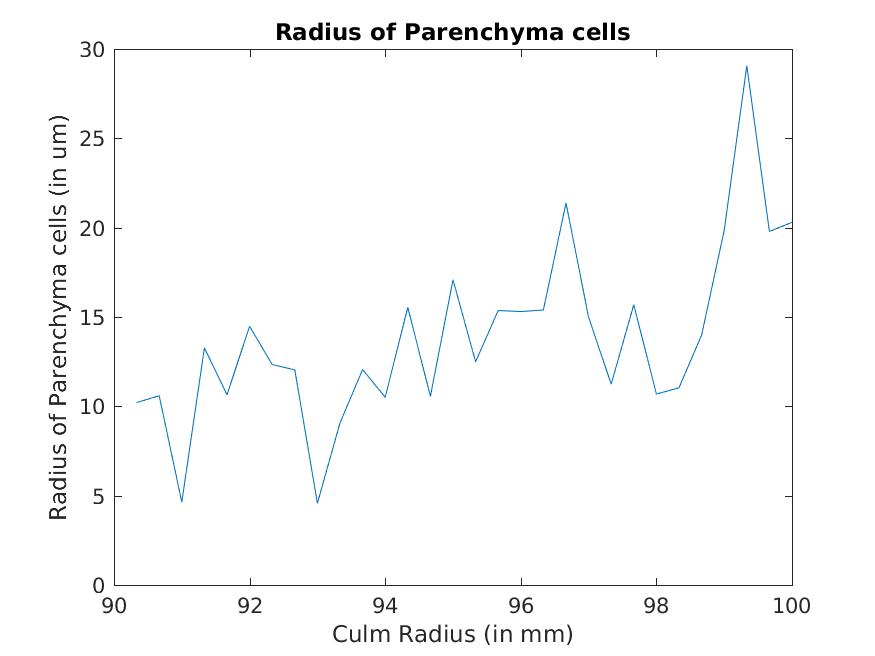 Radius of Parenchyma cells
Radius of Parenchyma cells (in um)
30
25
20
15
10
5
0
90 92 94 96 98 100
Culm Radius (in mm)